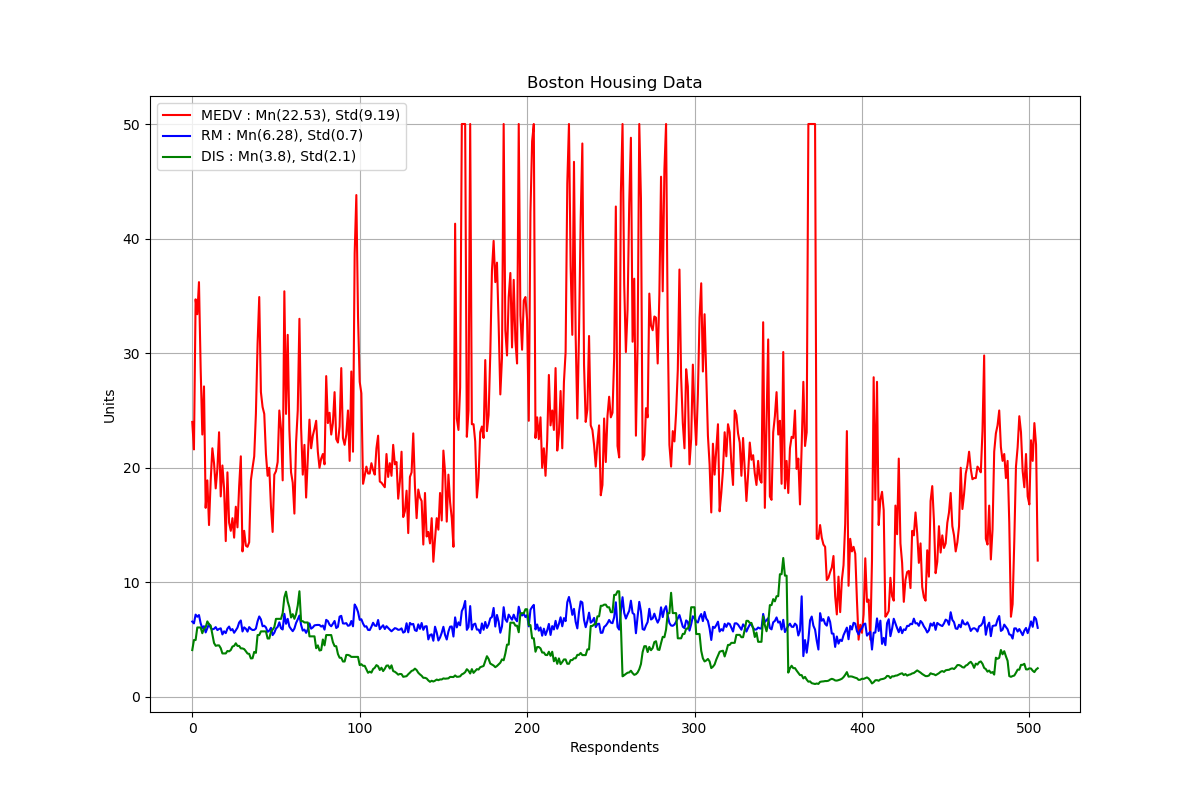 Boston Housing Data
MEDV : Mn(22.53), Std(9.19)
RM : Mn(6.28), Std(0.7)
DIS : Mn(3.8), Std(2.1)
50
40
30
20
10
0
Units
0 100 200 300 400 500
Respondents